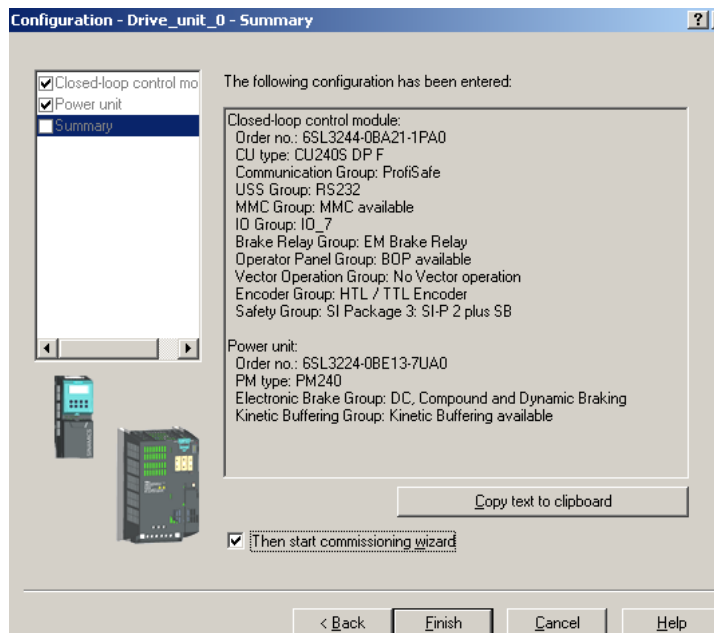 Configuration - Drive_unit_0 - Summary
?
Closed-loop control mo
Power unit
Summary
The following configuration has been entered:
Closed-loop control module:
Order no.: 6SL3244-0BA21-1PA0
CU type: CU240S DP F
Communication Group: ProfiSafe
USS Group: RS232
MMC Group: MMC available
IO Group: IO_7
Brake Relay Group: EM Brake Relay
Operator Panel Group: BOP available
Vector Operation Group: No Vector operation
Encoder Group: HTL / TTL Encoder
Safety Group: SI Package 3: SI-P 2 plus SB
Power unit:
Order no.: 6SL3224-0BE13-7UA0
PM type: PM240
Electronic Brake Group: DC, Compound and Dynamic Braking
Kinetic Buffering Group: Kinetic Buffering available
Copy text to clipboard
Then start commissioning wizard
< Back
Finish
Cancel
Help